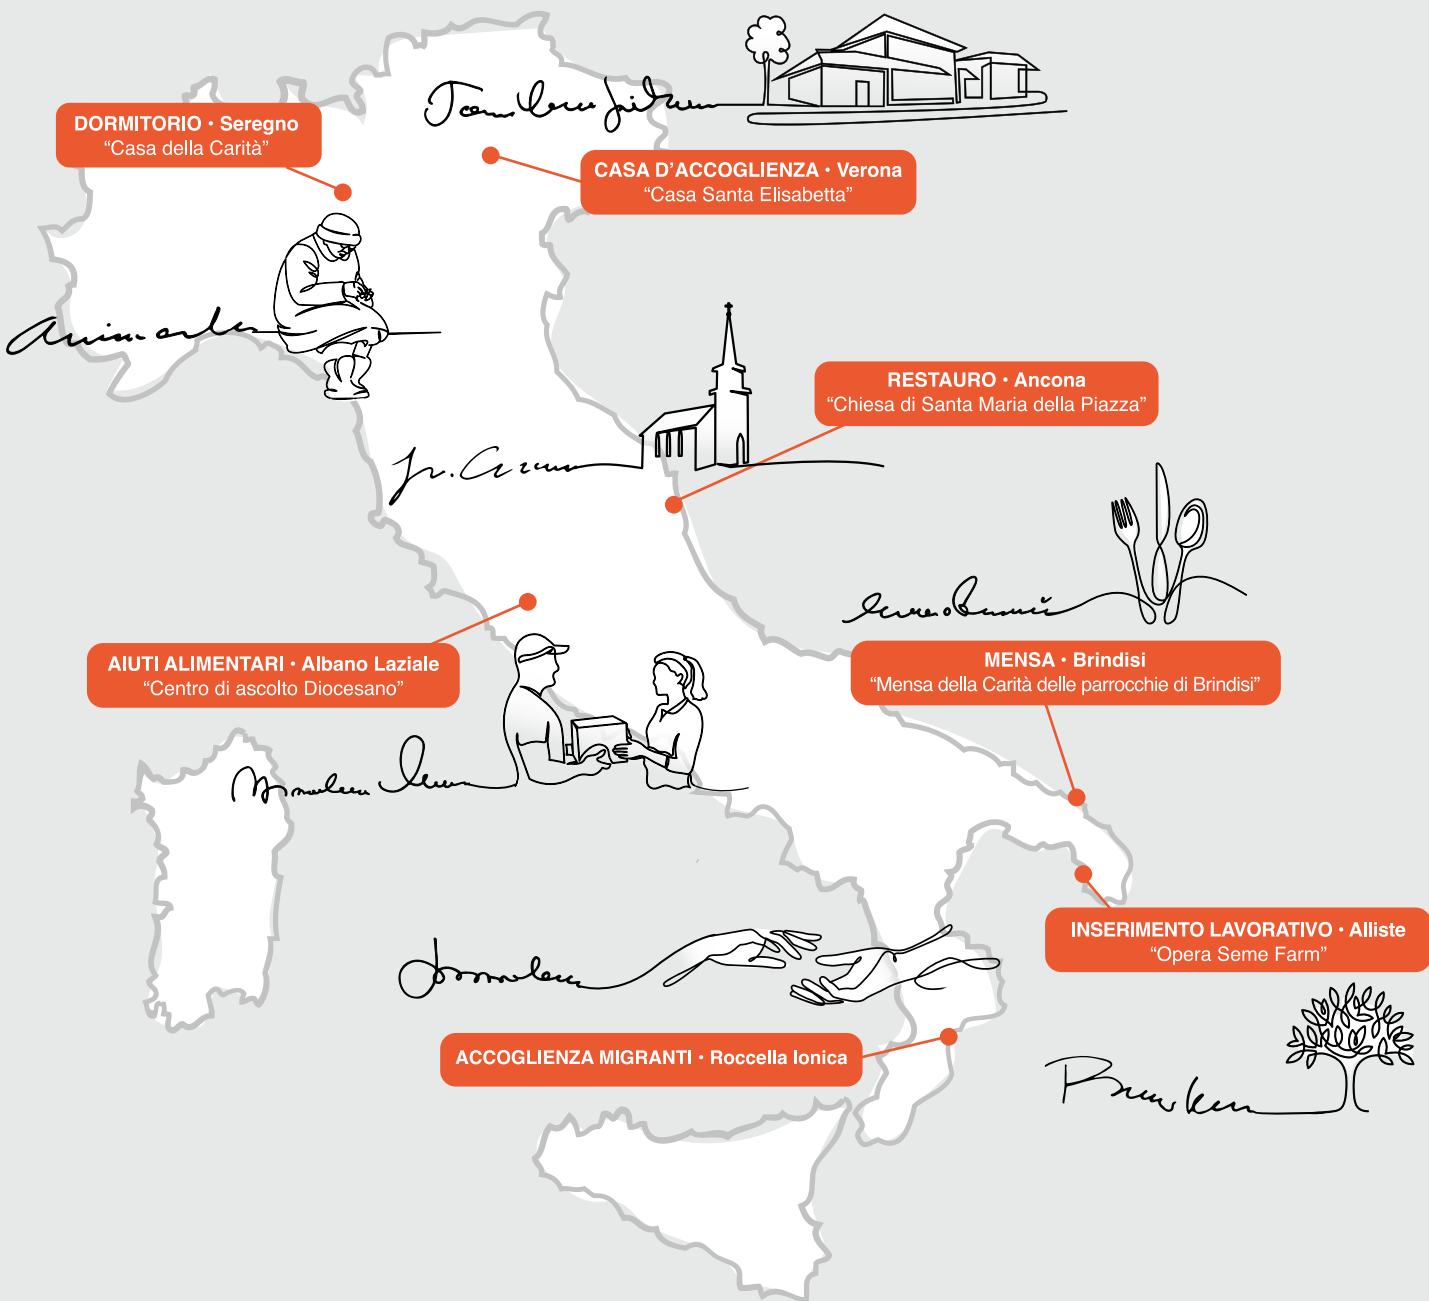 DORMITORIO • Seregno
“Casa della Carità”
CASA D’ACCOGLIENZA • Verona
“Casa Santa Elisabetta”
RESTAURO • Ancona
“Chiesa di Santa Maria della Piazza”
AIUTI ALIMENTARI • Albano Laziale
“Centro di ascolto Diocesano”
MENSA • Brindisi
“Mensa della Carità delle parrocchie di Brindisi”
INSERIMENTO LAVORATIVO • Alliste
“Opera Seme Farm”
ACCOGLIENZA MIGRANTI • Roccella Ionica